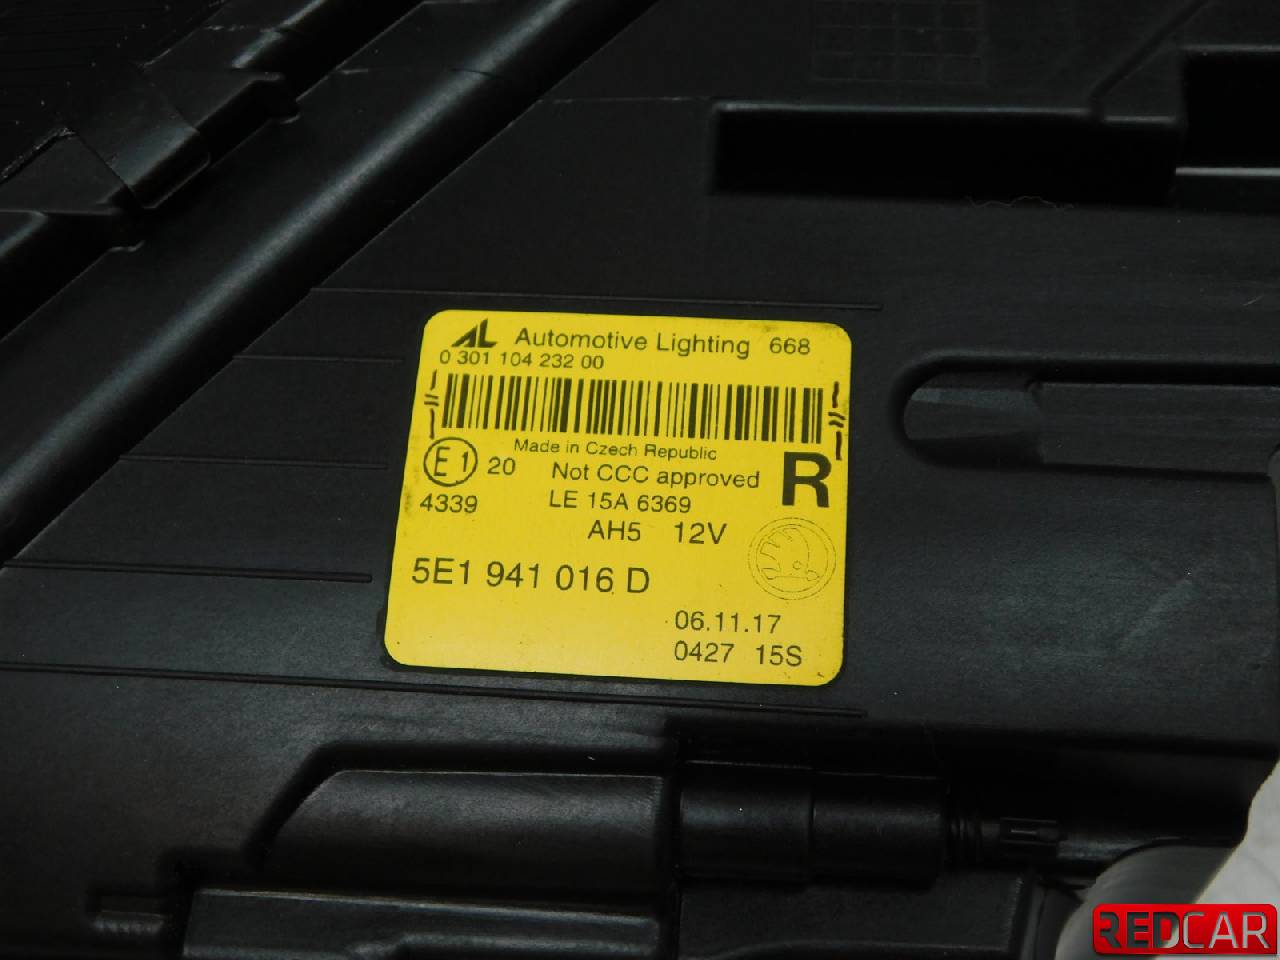 AL Automotive Lighting 668
0 301 104 232 00
Made in Czech Republic
E1 20 Not CCC approved R
4339 LE 15A 6369
AH5 12V
5E1 941 016 D
06.11.17
0427 15S
REDCAR